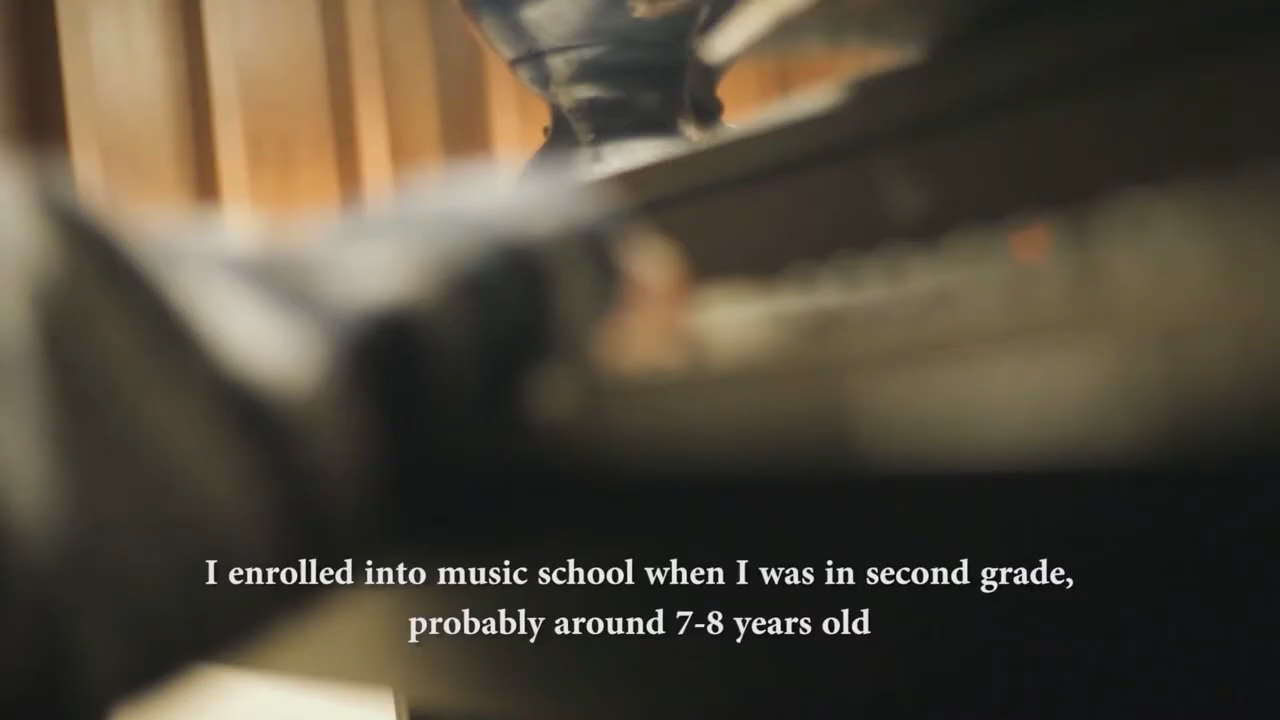 I enrolled into music school when I was in second grade,
probably around 7-8 years old